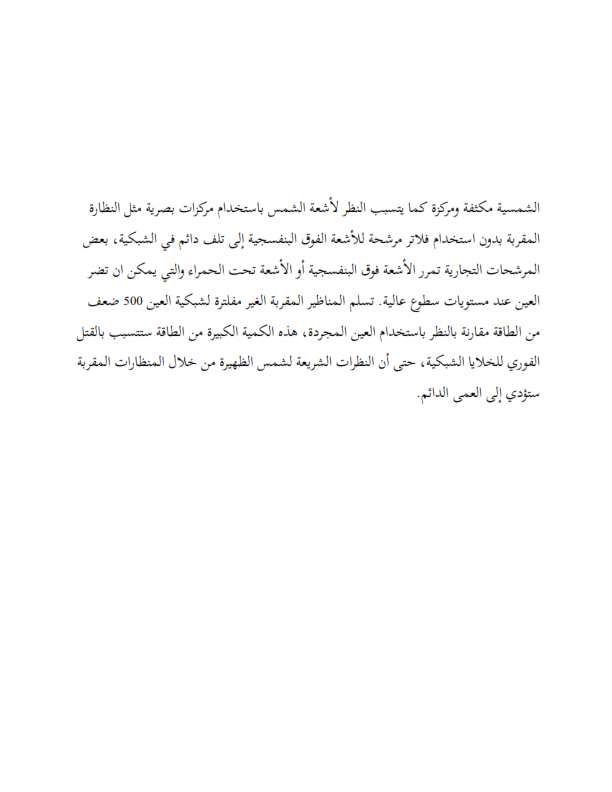 الشمسية مكثفة ومركزة كما يتسبب النظر لأشعة الشمس باستخدام مركزات بصرية مثل النظارة
المقربة بدون استخدام فلاتر مرشحة للأشعة الفوق البنفسجية إلى تلف دائم في الشبكية، بعض
المرشحات التجارية تمرر الأشعة فوق البنفسجية أو الأشعة تحت الحمراء والتي يمكن ان تضر
العين عند مستويات سطوع عالية. تسلم المناظير المقربة الغير مفلترة لشبكية العين 500 ضعف
من الطاقة مقارنة بالنظر باستخدام العين المجردة، هذه الكمية الكبيرة من الطاقة ستتسبب بالقتل
الفوري للخلايا الشبكية، حتى أن النظرات الشريعة لشمس الظهيرة من خلال المنظارات المقربة
ستؤدي إلى العمى الدائم.